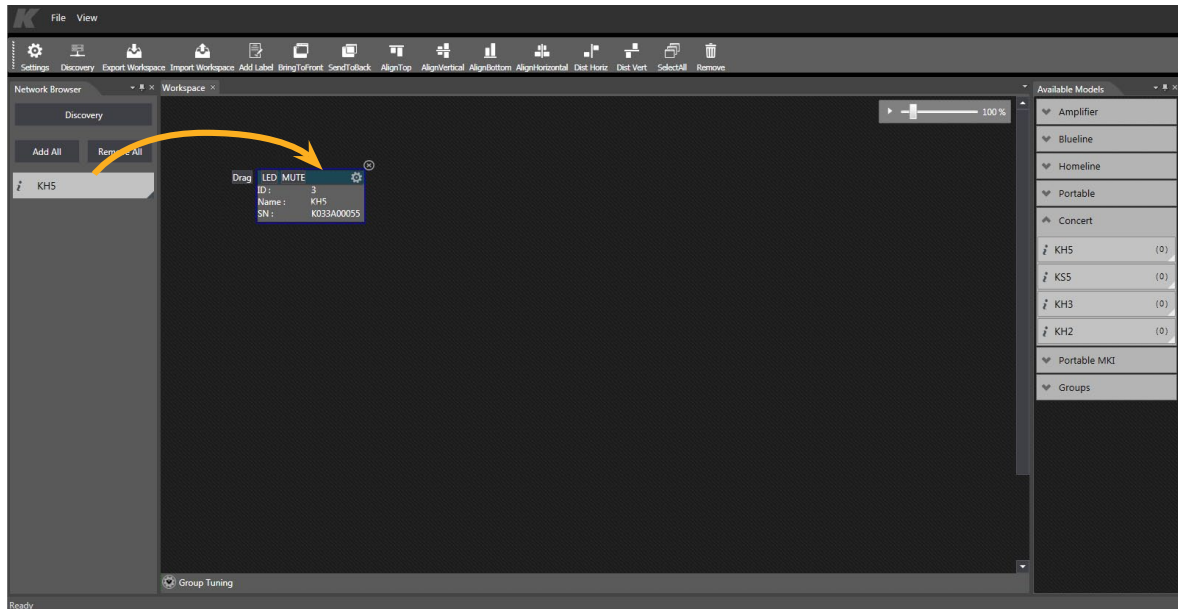 File View
Settings Discovery Export Workspace Import Workspace Add Label BringToFront SendToBack AlignTop AlignVertical AlignBottom AlignHorizontal Dist Horiz Dist Vert SelectAll Remove
Network Browser
Discovery
Add All Remove All
i KH5
Workspace
100 %
Drag LED MUTE
ID : 3
Name : KH5
SN : K033A00055
Group Tuning
Available Models
Amplifier
Blueline
Homeline
Portable
Concert
i KH5 (0)
i KS5 (0)
i KH3 (0)
i KH2 (0)
Portable MKI
Groups
Ready